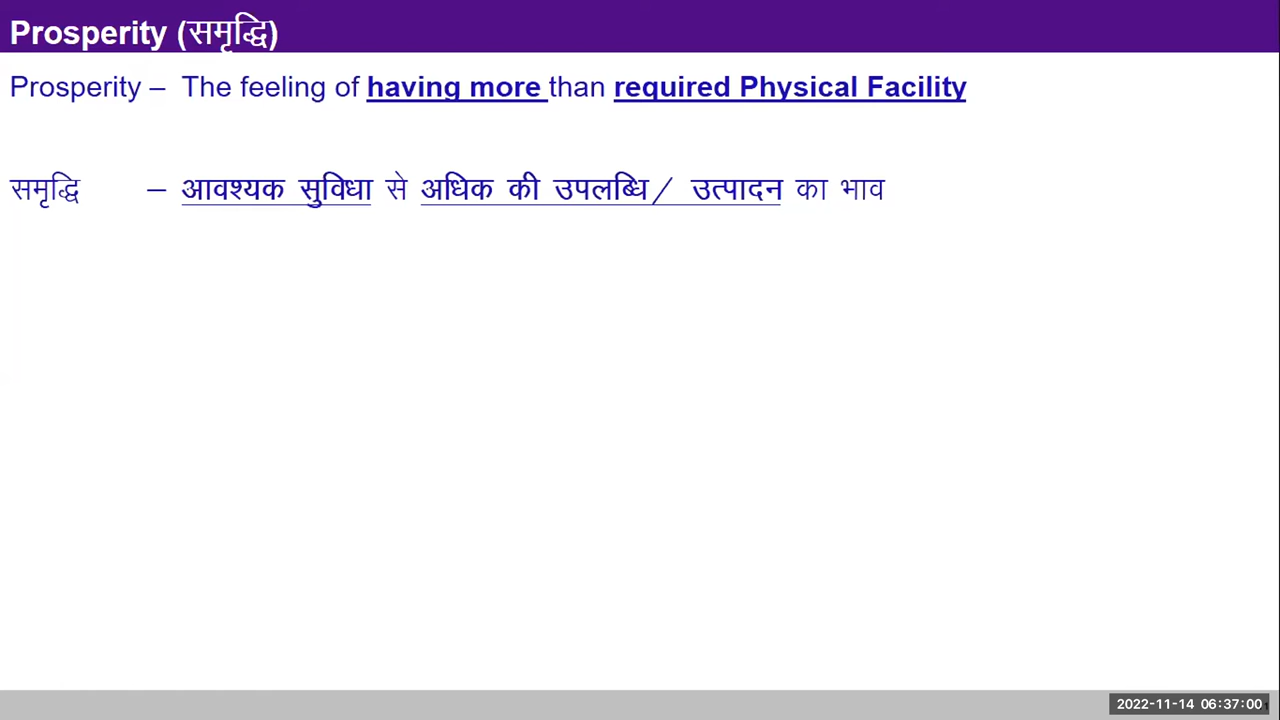 Prosperity (समृद्धि)
Prosperity – The feeling of having more than required Physical Facility
समृद्धि – आवश्यक सुविधा से अधिक की उपलब्धि/ उत्पादन का भाव
2022-11-14 06:37:00